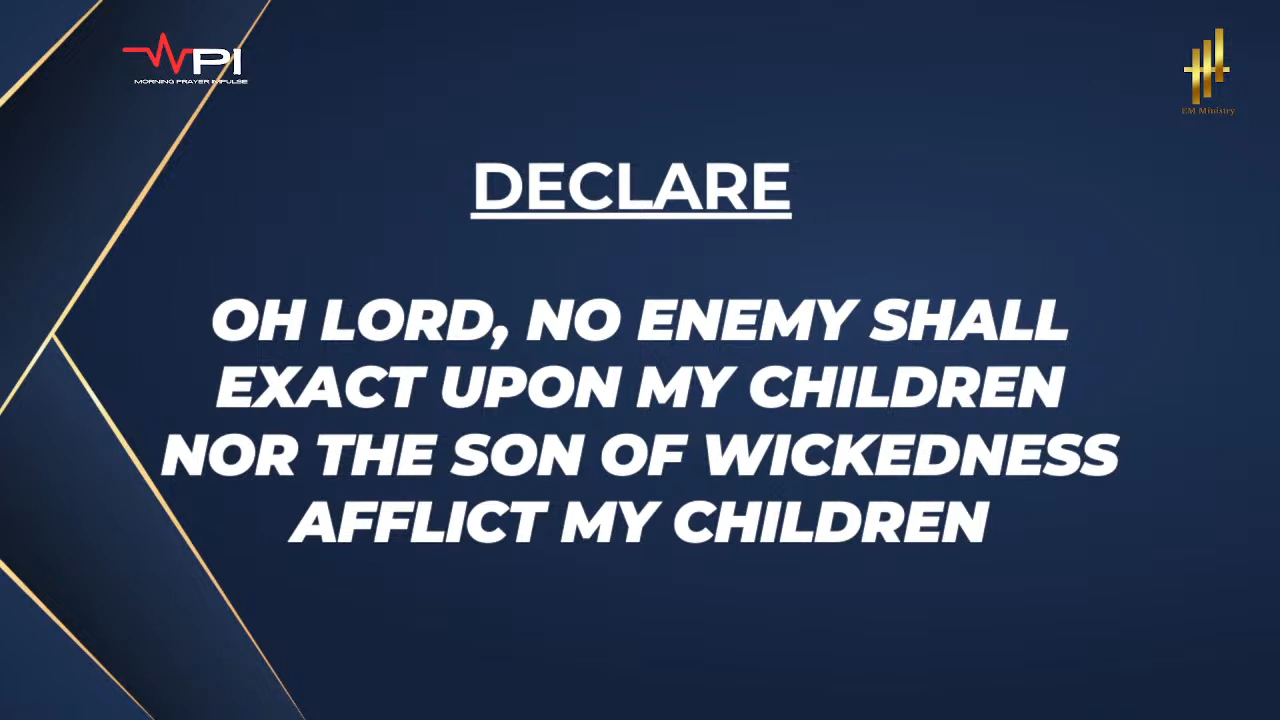 PI
MORNING PRAYER IMPULSE
EM Ministry
DECLARE
OH LORD, NO ENEMY SHALL
EXACT UPON MY CHILDREN
NOR THE SON OF WICKEDNESS
AFFLICT MY CHILDREN